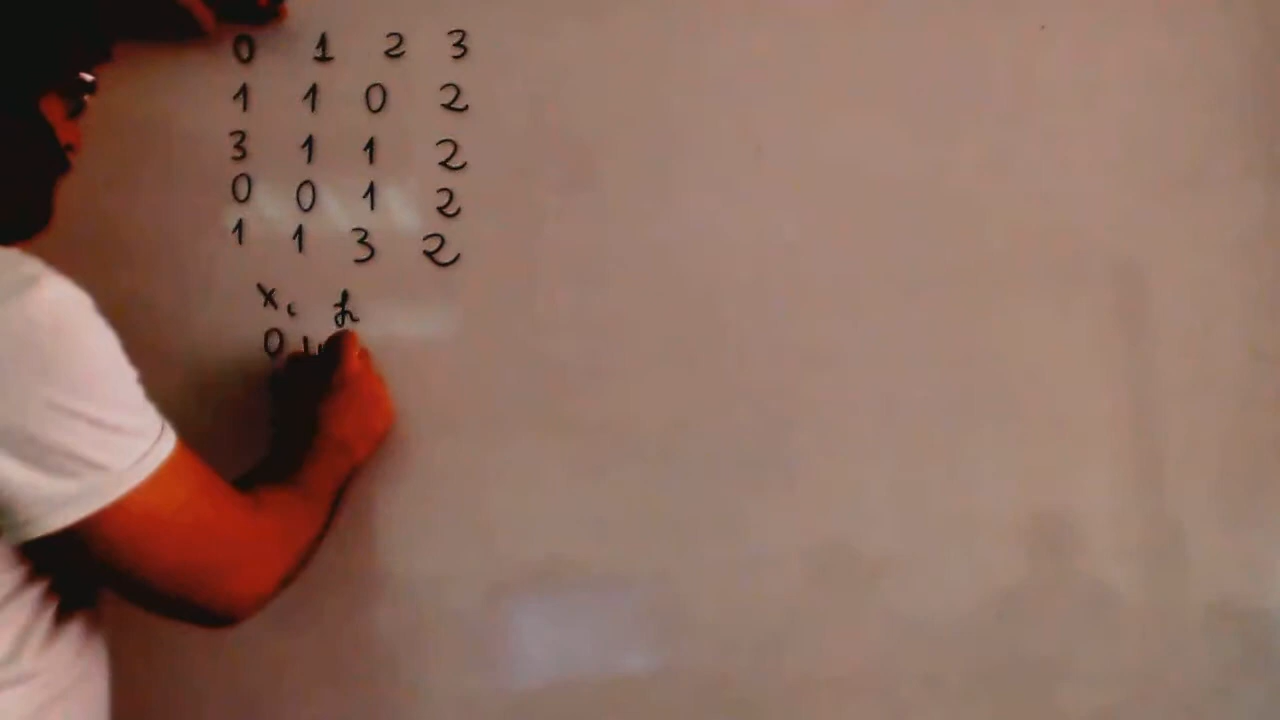 0 1 2 3
1 1 0 2
3 1 1 2
0 0 1 2
1 1 3 2
xᵢ f
0